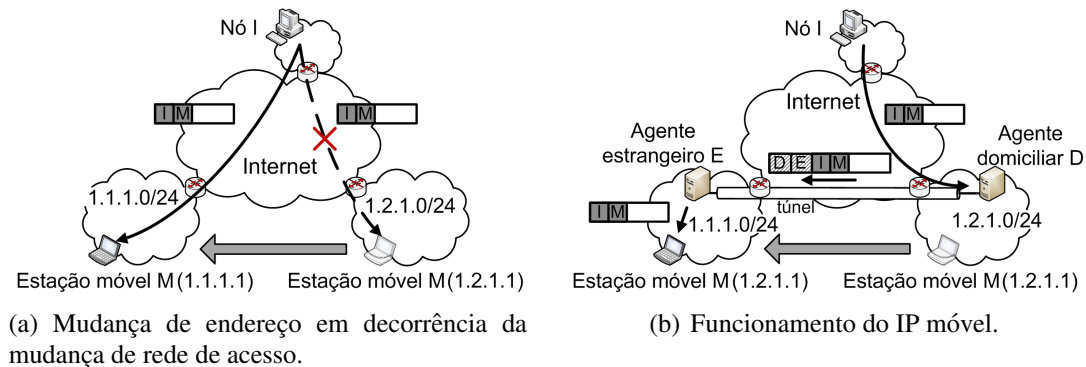 Nó I
I M
I M
Internet
1.1.1.0/24
1.2.1.0/24
Estação móvel M(1.1.1.1)
Estação móvel M(1.2.1.1)
(a) Mudança de endereço em decorrência da
mudança de rede de acesso.
Nó I
Internet
I M
Agente
estrangeiro E
Agente
domiciliar D
D E I M
túnel
I M
1.1.1.0/24
1.2.1.0/24
Estação móvel M(1.2.1.1)
Estação móvel M(1.2.1.1)
(b) Funcionamento do IP móvel.